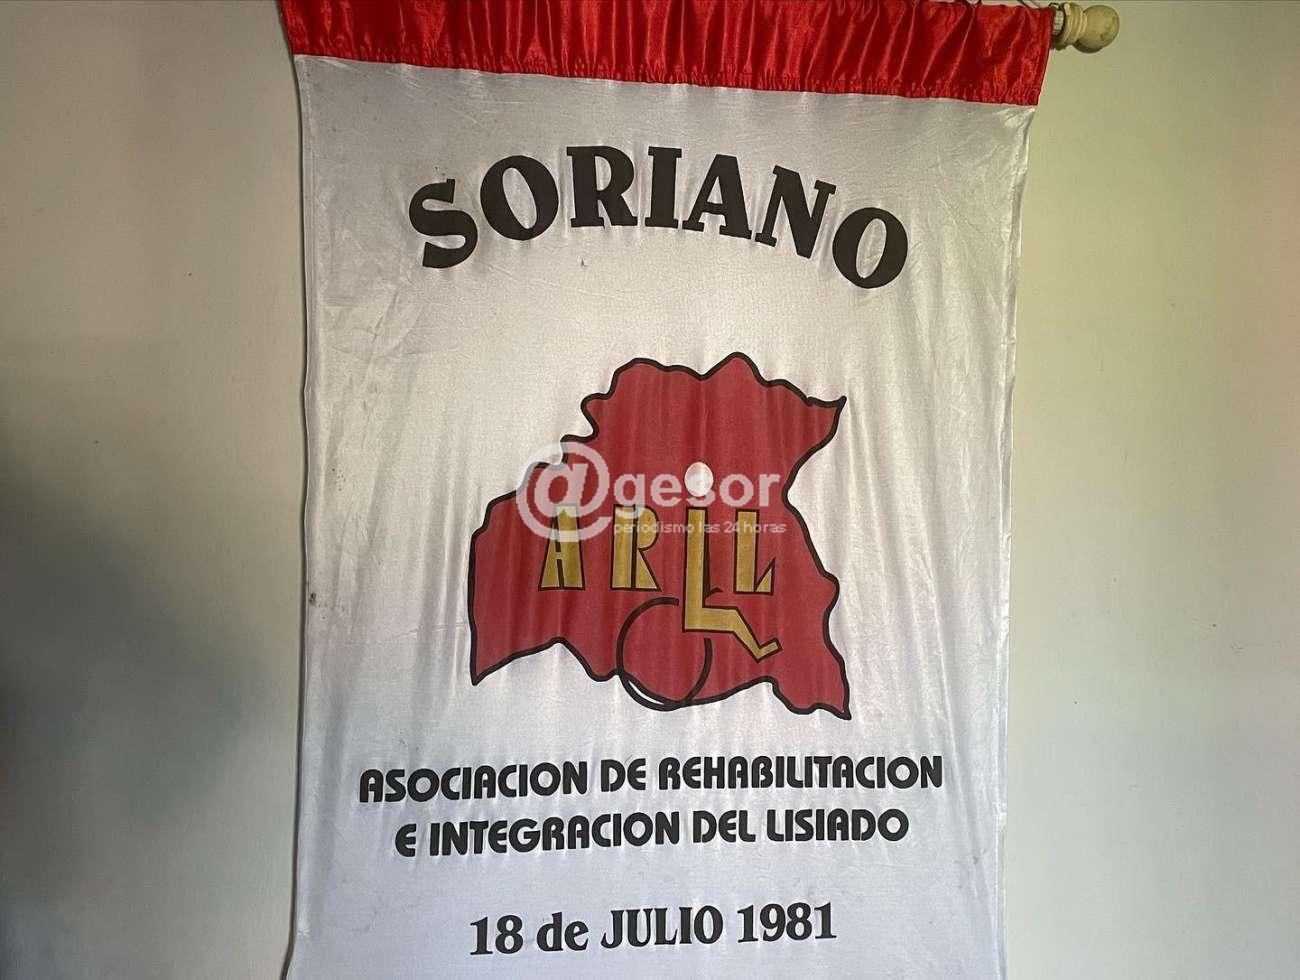 SORIANO
@gesor
periodismo las 24 horas
ARIL
ASOCIACION DE REHABILITACION
E INTEGRACION DEL LISIADO
18 de JULIO 1981